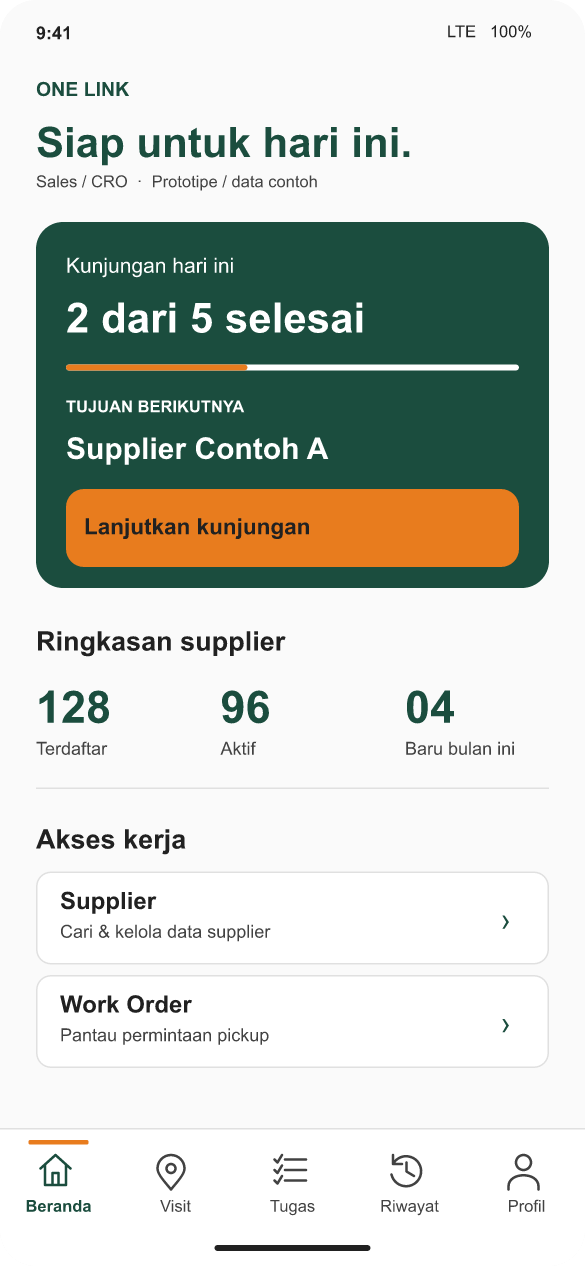 9:41
LTE 100%
ONE LINK
Siap untuk hari ini.
Sales / CRO · Prototipe / data contoh
Kunjungan hari ini
2 dari 5 selesai
TUJUAN BERIKUTNYA
Supplier Contoh A
Lanjutkan kunjungan
Ringkasan supplier
128 96 04
Terdaftar Aktif Baru bulan ini
Akses kerja
Supplier
Cari & kelola data supplier
Work Order
Pantau permintaan pickup
Beranda Visit Tugas Riwayat Profil